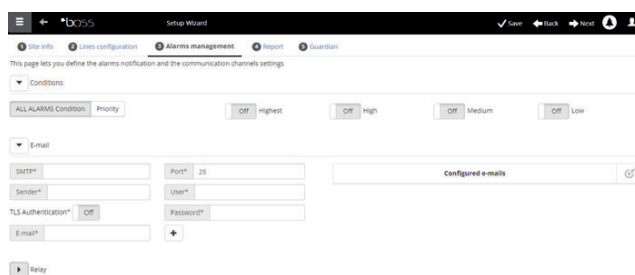 boss Setup Wizard Save Back Next
1 Site info 2 Lines configuration 3 Alarms management 4 Report 5 Guardian
This page lets you define the alarms notification and the communication channels settings
Conditions
ALL ALARMS Condition Priority Off Highest Off High Off Medium Off Low
E-mail
SMTP* Port* 25 Configured e-mails
Sender* User*
TLS Authentication* Off Password*
E-mail*
Relay